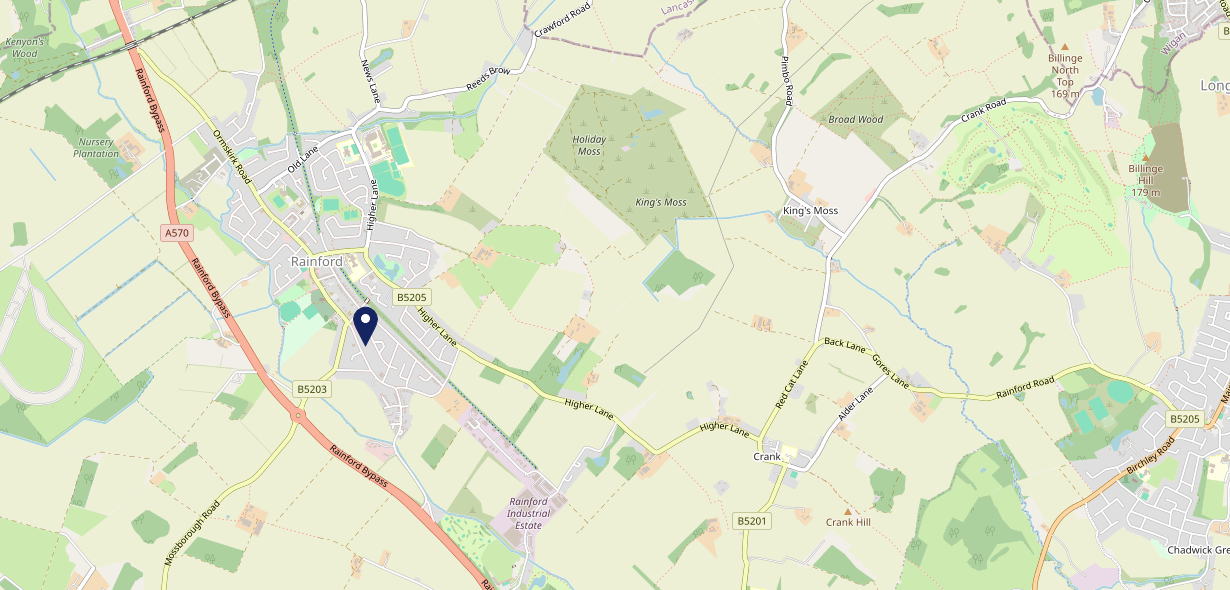 Crawford Road
Lancas
Kenyon's
Wood
Wigan
B
Road
Billinge
North
Top
169 m
News Lane
Reeds Brow
Pimbo Road
Long
Rainford Bypass
Crank Road
Broad Wood
Ormskirk Road
Nursery
Plantation
Holiday
Moss
Old Lane
Billinge
Hill
179 m
Higher Lane
King's Moss
King's Moss
A570
Rainford
Rainford Bypass
B5205
Higher Lane
Back Lane
Gores Lane
Red Cat Lane
B5203
Rainford Road
Alder Lane
Higher Lane
B5205
Higher Lane
Birchley Road
Rainford Bypass
Crank
Rainford
Industrial
Estate
Mossborough Road
B5201
Crank Hill
Chadwick Gre